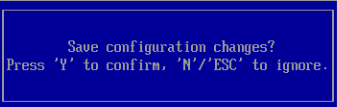 Save configuration changes?
Press 'Y' to confirm, 'N'/'ESC' to ignore.